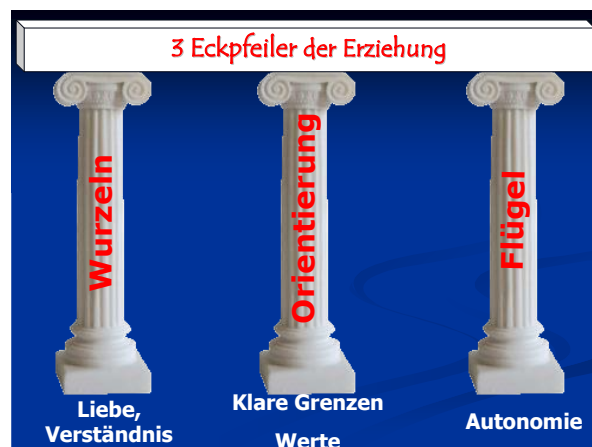 3 Eckpfeiler der Erziehung
Wurzeln
Orientierung
Flügel
Liebe,
Verständnis
Klare Grenzen
Werte
Autonomie